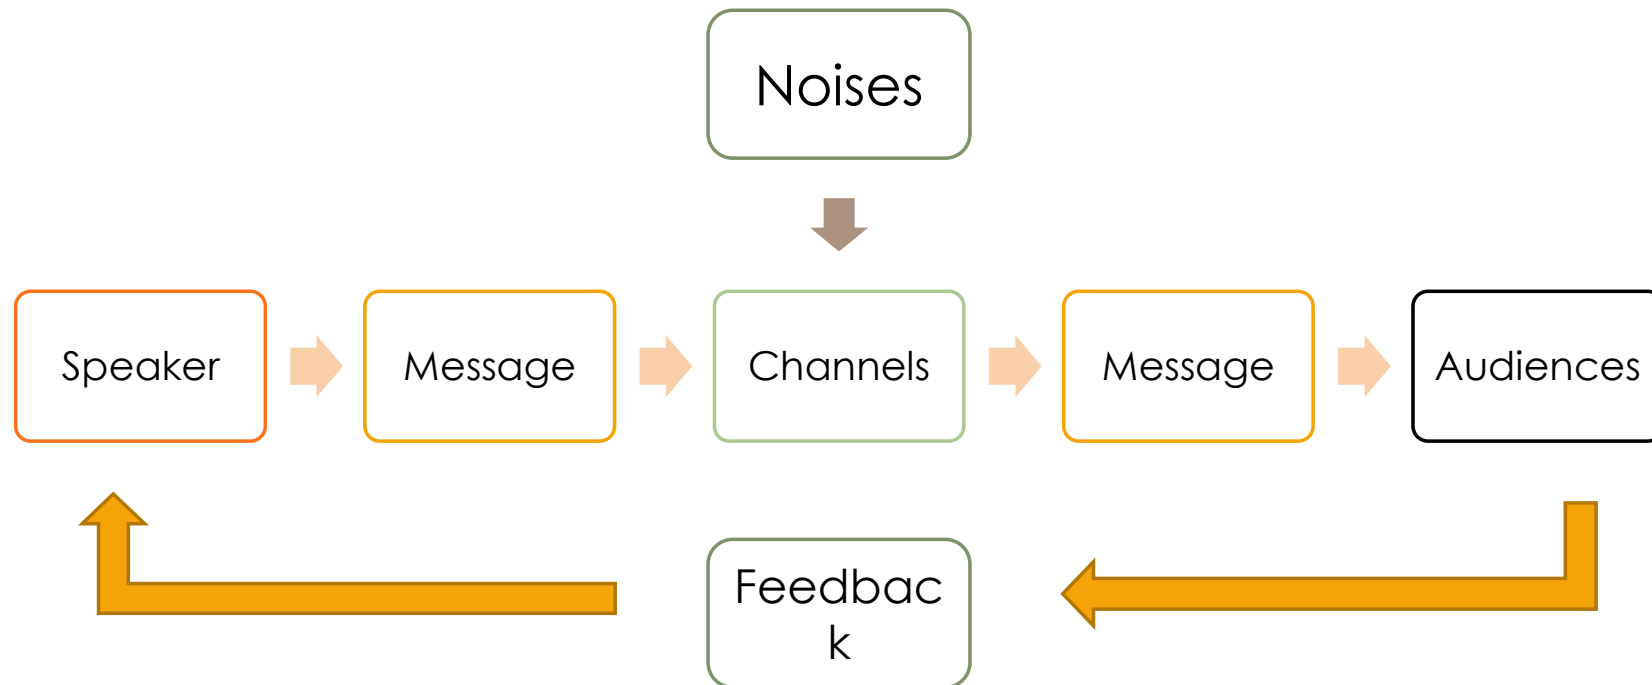 Noises
Speaker
Message
Channels
Message
Audiences
Feedbac
k